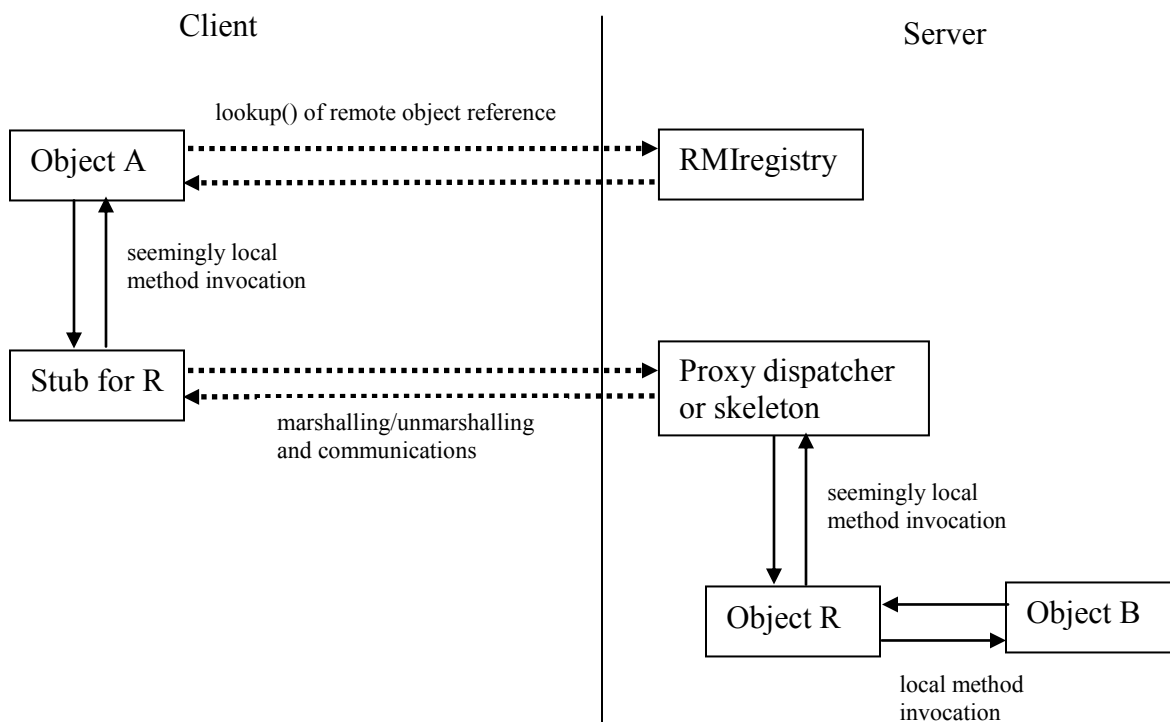 Client
Server
lookup() of remote object reference
Object A
RMIregistry
seemingly local
method invocation
Stub for R
Proxy dispatcher
or skeleton
marshalling/unmarshalling
and communications
seemingly local
method invocation
Object R
Object B
local method
invocation